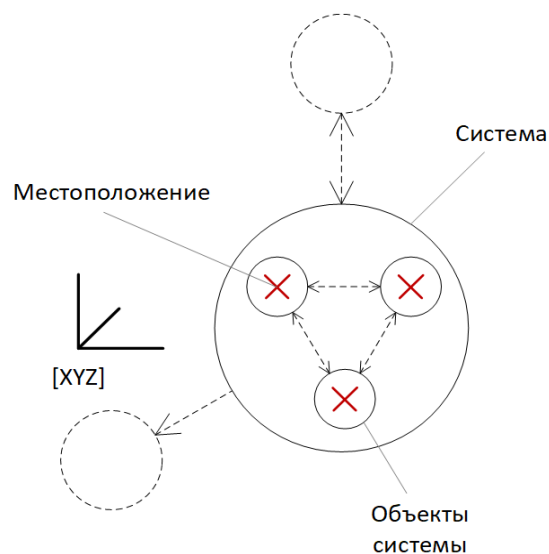 Система
Местоположение
[XYZ]
Объекты
системы